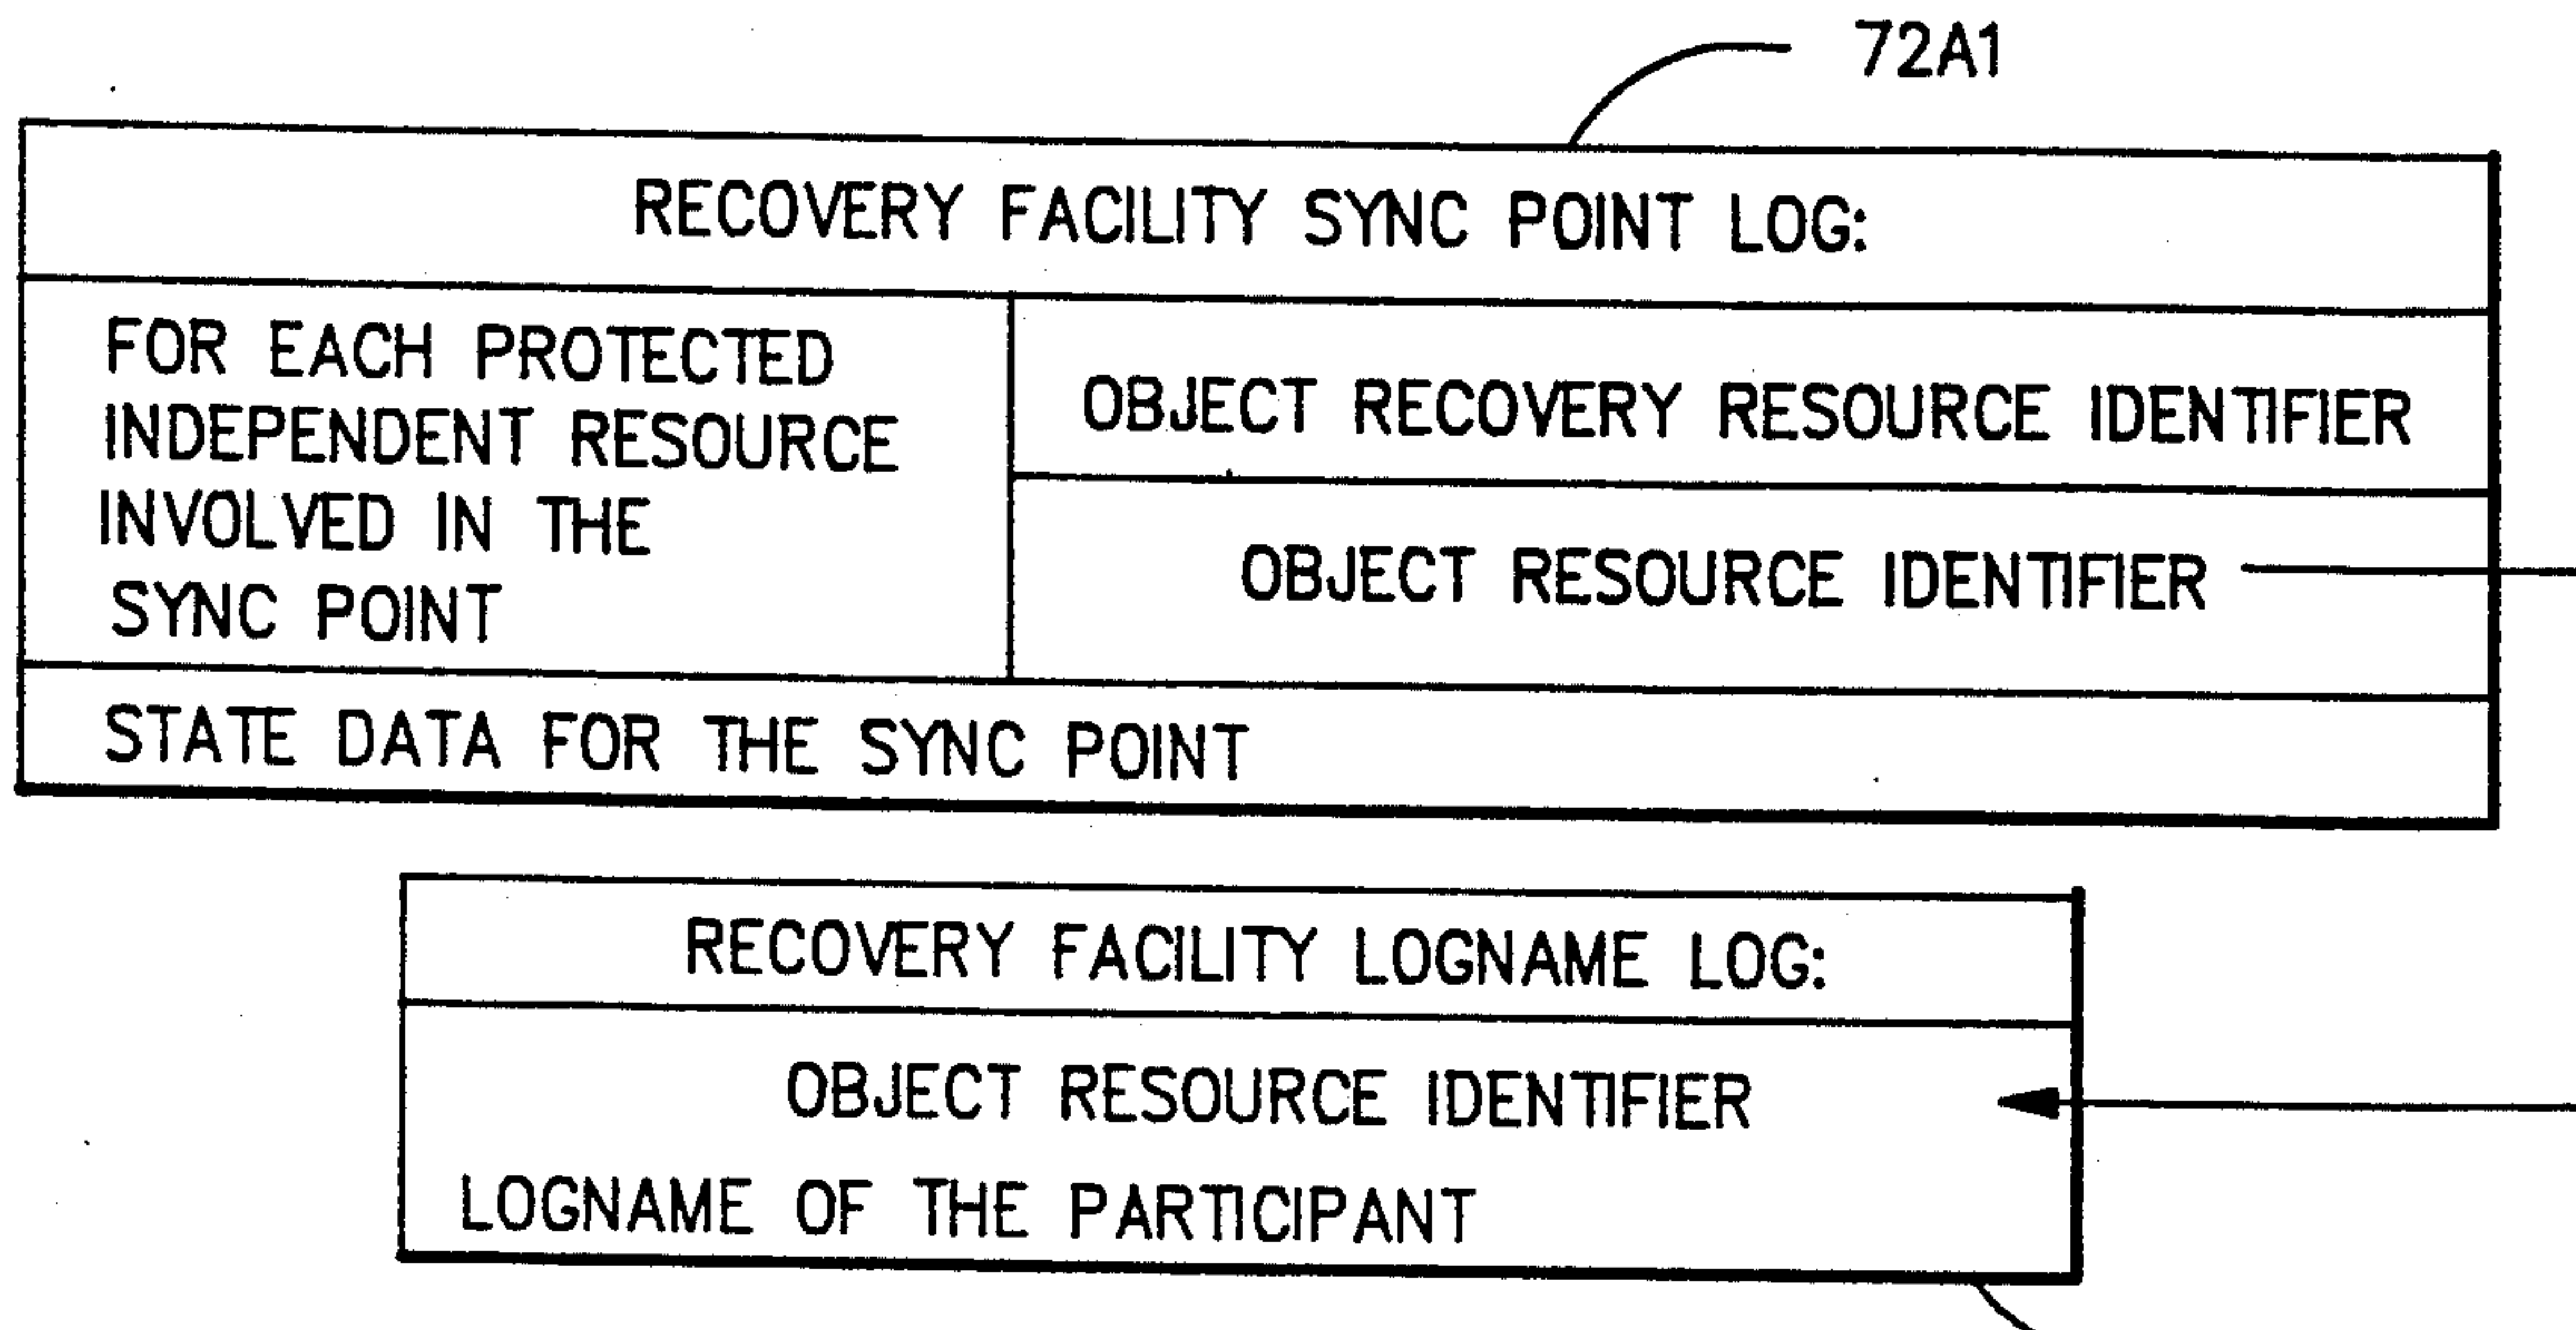 72A1
RECOVERY FACILITY SYNC POINT LOG:
FOR EACH PROTECTED
INDEPENDENT RESOURCE
INVOLVED IN THE
SYNC POINT
OBJECT RECOVERY RESOURCE IDENTIFIER
OBJECT RESOURCE IDENTIFIER
STATE DATA FOR THE SYNC POINT
RECOVERY FACILITY LOGNAME LOG:
OBJECT RESOURCE IDENTIFIER
LOGNAME OF THE PARTICIPANT